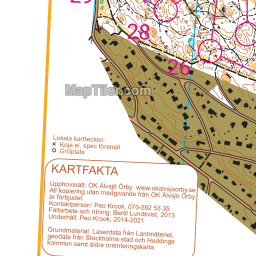 29
28
26
MapTiler.com
Lokala karttecken:
× Koja el. spec föremål
○ Grillplats
KARTFAKTA
Upphovsrätt: OK Älvsjö Örby. www.okalvsjoorby.se
All kopiering utan medgivande från OK Älvsjö Örby
är förbjudet.
Kontaktperson: Peo Krook, 070-592 53 35
Fältarbete och ritning: Bertil Lundkvist, 2013
Underhåll: Peo Krook, 2014-2021
Grundmaterial: Laserdata från Lantmäteriet,
geodata från Stockholms stad och Huddinge
kommun samt äldre orienteringskarta.